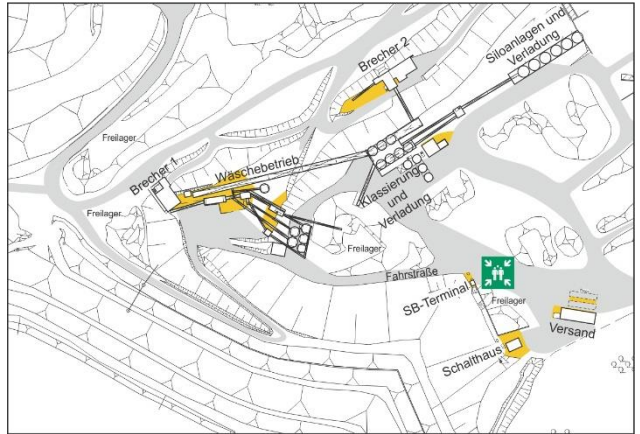 Siloanlagen und
Verladung
Brecher 2
Freilager
Brecher 1
Wäschebetrieb
Klassierung
und
Verladung
Freilager
Freilager
Fahrstraße
SB-Terminal
Freilager
Versand
Schalthaus